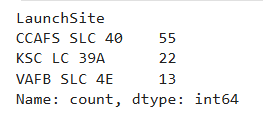 LaunchSite
CCAFS SLC 40    55
KSC LC 39A      22
VAFB SLC 4E     13
Name: count, dtype: int64